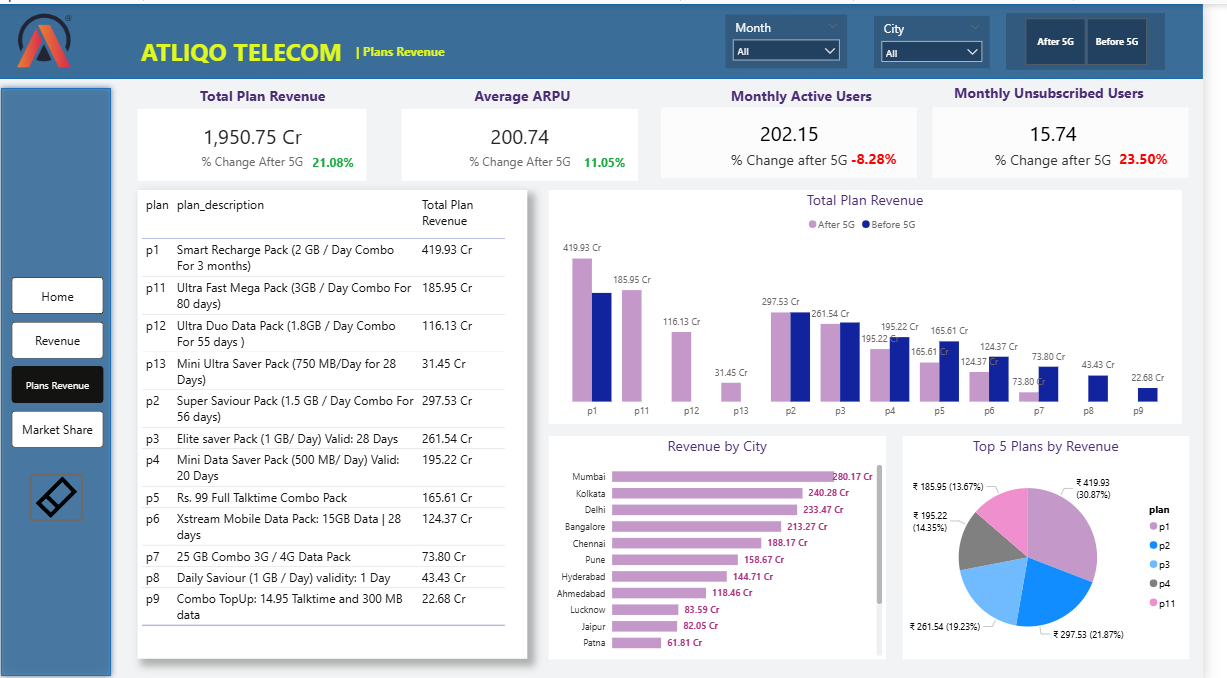 ATLIQO TELECOM
| Plans Revenue
Month
All
City
All
After 5G
Before 5G
Home
Revenue
Plans Revenue
Market Share
Total Plan Revenue
1,950.75 Cr
% Change After 5G 21.08%
Average ARPU
200.74
% Change After 5G 11.05%
Monthly Active Users
202.15
% Change after 5G -8.28%
Monthly Unsubscribed Users
15.74
% Change after 5G 23.50%
plan plan_description Total Plan
Revenue
p1 Smart Recharge Pack (2 GB / Day Combo 419.93 Cr
For 3 months)
p11 Ultra Fast Mega Pack (3GB / Day Combo For 185.95 Cr
80 days)
p12 Ultra Duo Data Pack (1.8GB / Day Combo 116.13 Cr
For 55 days )
p13 Mini Ultra Saver Pack (750 MB/Day for 28 31.45 Cr
Days)
p2 Super Saviour Pack (1.5 GB / Day Combo For 297.53 Cr
56 days)
p3 Elite saver Pack (1 GB/ Day) Valid: 28 Days 261.54 Cr
p4 Mini Data Saver Pack (500 MB/ Day) Valid: 195.22 Cr
20 Days
p5 Rs. 99 Full Talktime Combo Pack 165.61 Cr
p6 Xstream Mobile Data Pack: 15GB Data | 28 124.37 Cr
days
p7 25 GB Combo 3G / 4G Data Pack 73.80 Cr
p8 Daily Saviour (1 GB / Day) validity: 1 Day 43.43 Cr
p9 Combo TopUp: 14.95 Talktime and 300 MB 22.68 Cr
data
Total Plan Revenue
After 5G Before 5G
419.93 Cr
185.95 Cr
116.13 Cr
31.45 Cr
297.53 Cr
261.54 Cr
195.22 Cr
195.22 Cr
165.61 Cr
165.61 Cr
124.37 Cr
124.37 Cr
73.80 Cr
73.80 Cr
43.43 Cr
22.68 Cr
p1 p11 p12 p13 p2 p3 p4 p5 p6 p7 p8 p9
Revenue by City
Mumbai 280.17 Cr
Kolkata 240.28 Cr
Delhi 233.47 Cr
Bangalore 213.27 Cr
Chennai 188.17 Cr
Pune 158.67 Cr
Hyderabad 144.71 Cr
Ahmedabad 118.46 Cr
Lucknow 83.59 Cr
Jaipur 82.05 Cr
Patna 61.81 Cr
Top 5 Plans by Revenue
₹ 419.93
(30.87%)
₹ 185.95 (13.67%)
₹ 195.22
(14.35%)
₹ 261.54 (19.23%)
₹ 297.53 (21.87%)
plan
p1
p2
p3
p4
p11